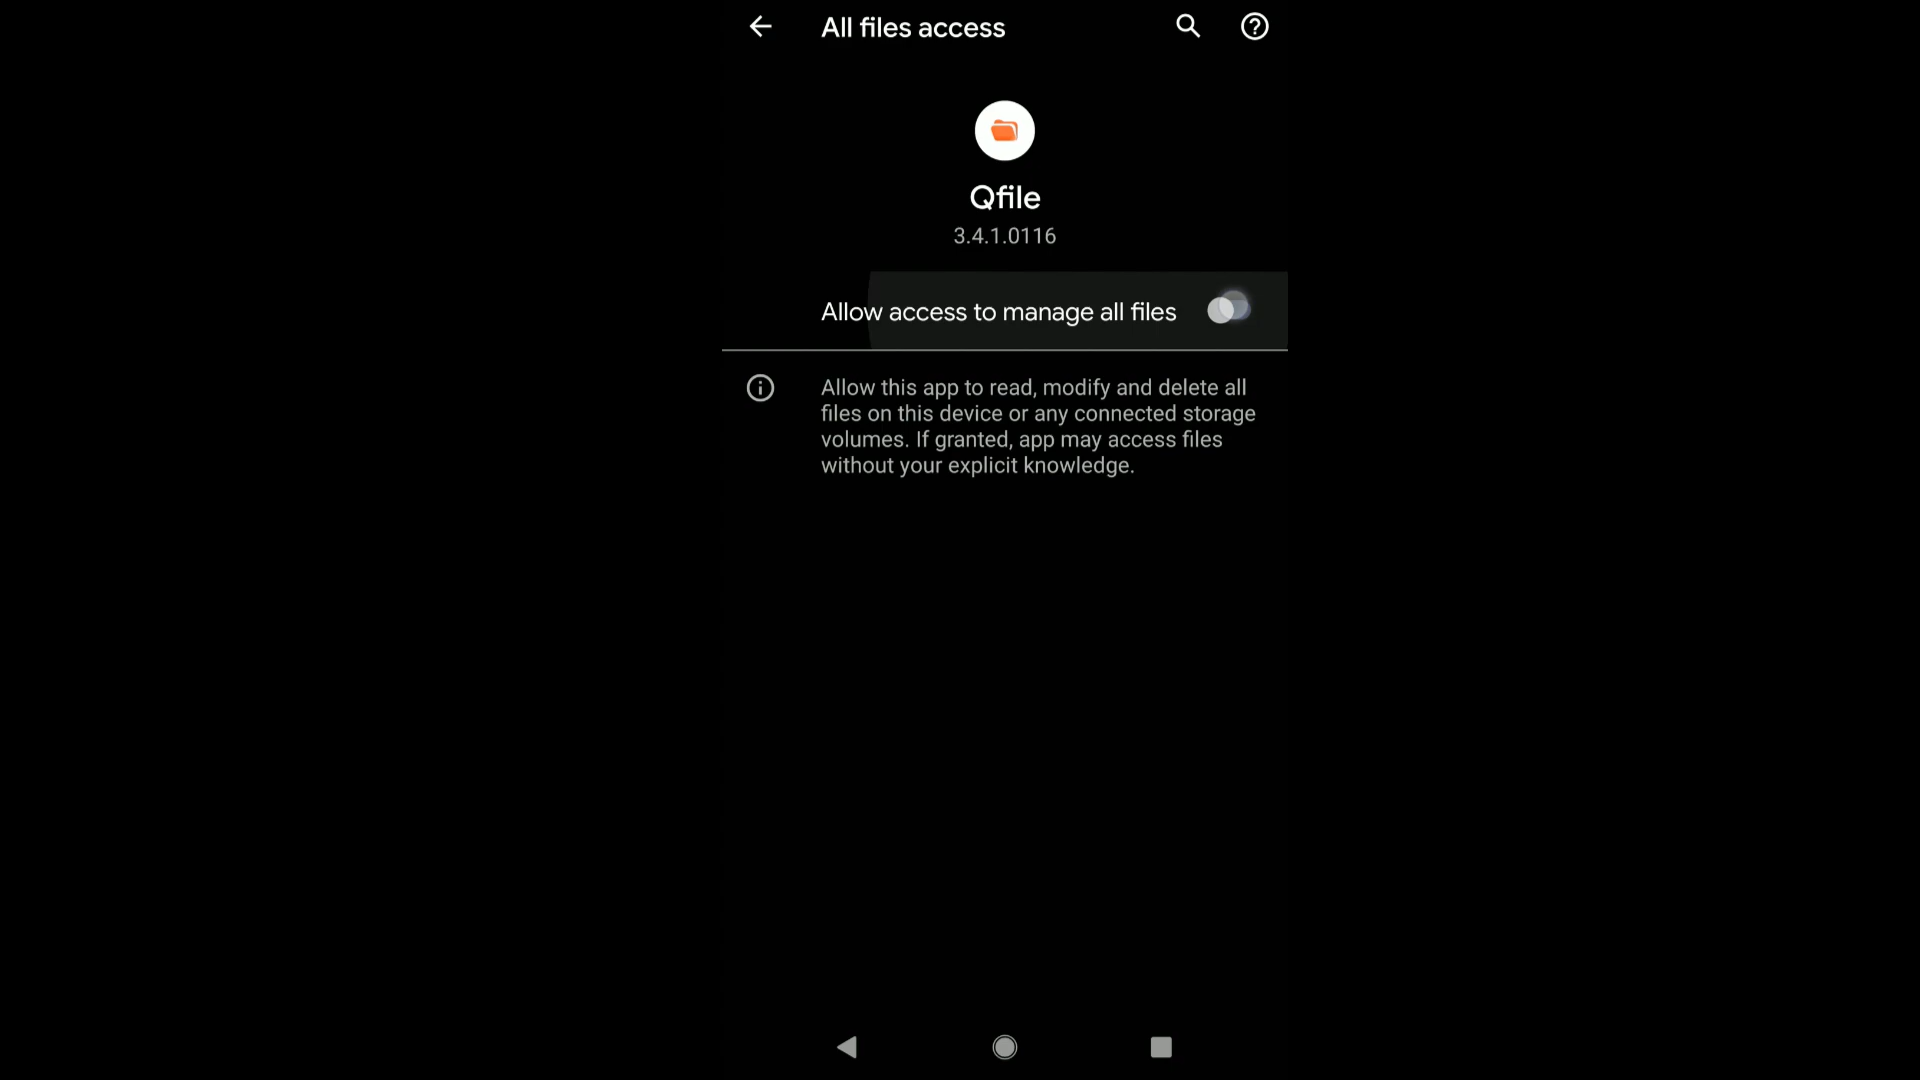 All files access
Qfile
3.4.1.0116
Allow access to manage all files
Allow this app to read, modify and delete all
files on this device or any connected storage
volumes. If granted, app may access files
without your explicit knowledge.